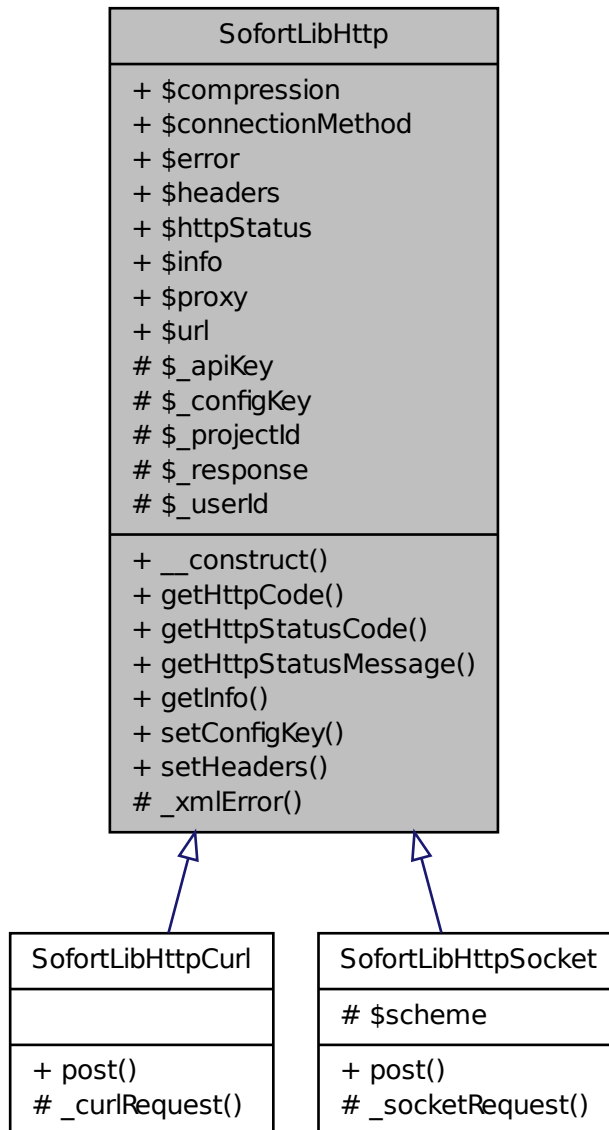 SofortLibHttp
+ $compression
+ $connectionMethod
+ $error
+ $headers
+ $httpStatus
+ $info
+ $proxy
+ $url
# $_apiKey
# $_configKey
# $_projectId
# $_response
# $_userId
+ __construct()
+ getHttpCode()
+ getHttpStatusCode()
+ getHttpStatusMessage()
+ getInfo()
+ setConfigKey()
+ setHeaders()
# _xmlError()
SofortLibHttpCurl
+ post()
# _curlRequest()
SofortLibHttpSocket
# $scheme
+ post()
# _socketRequest()